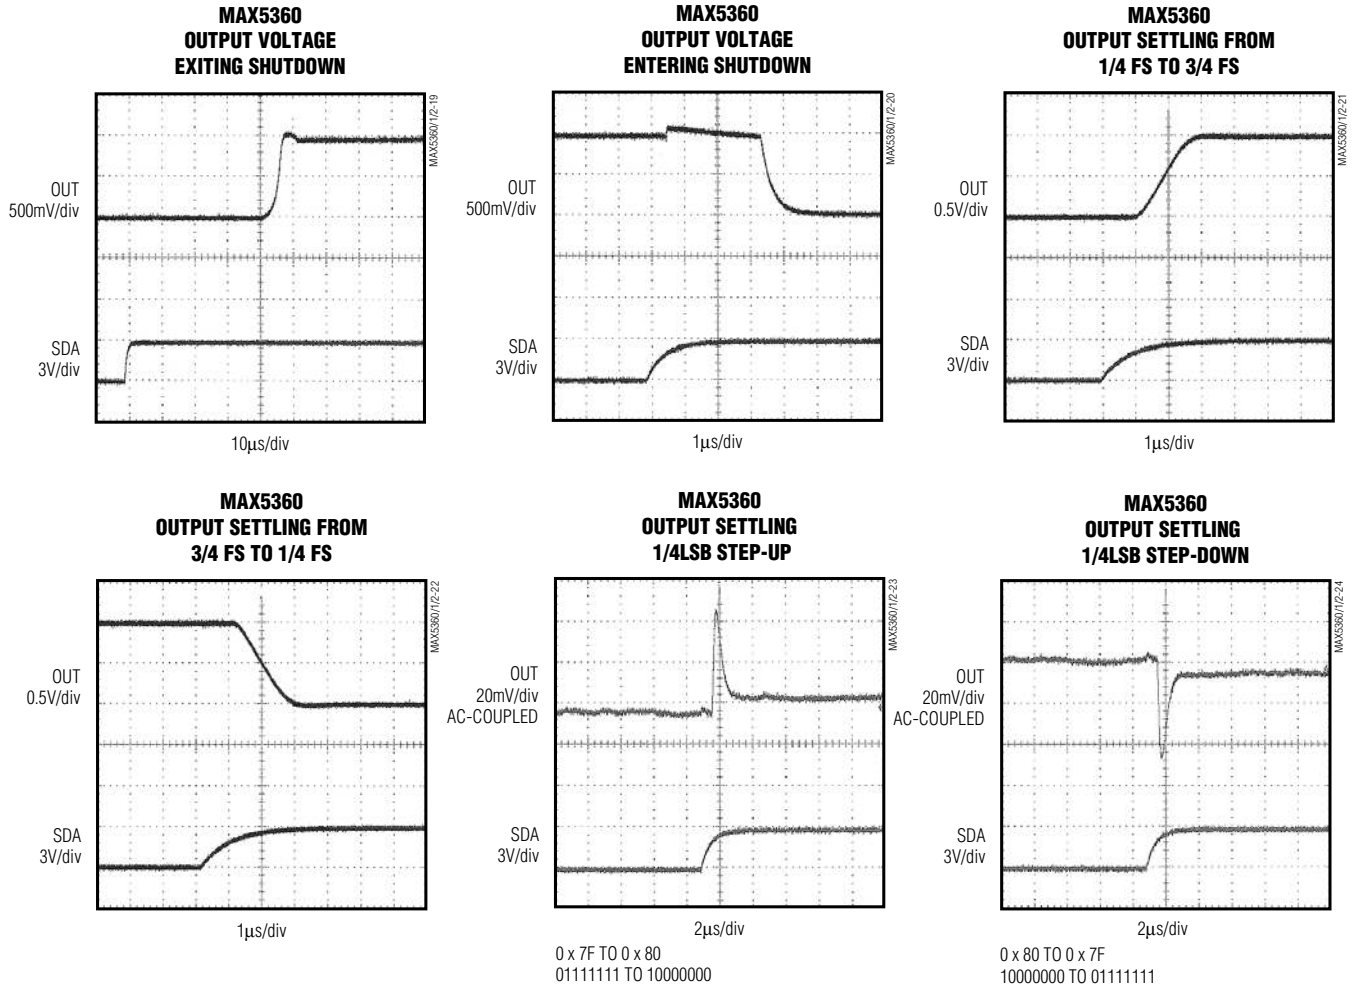 MAX5360
OUTPUT VOLTAGE
EXITING SHUTDOWN
OUT
500mV/div
SDA
3V/div
10µs/div
MAX5360/1/2-19
MAX5360
OUTPUT VOLTAGE
ENTERING SHUTDOWN
OUT
500mV/div
SDA
3V/div
1µs/div
MAX5360/1/2-20
MAX5360
OUTPUT SETTLING FROM
1/4 FS TO 3/4 FS
OUT
0.5V/div
SDA
3V/div
1µs/div
MAX5360/1/2-21
MAX5360
OUTPUT SETTLING FROM
3/4 FS TO 1/4 FS
OUT
0.5V/div
SDA
3V/div
1µs/div
MAX5360/1/2-22
MAX5360
OUTPUT SETTLING
1/4LSB STEP-UP
OUT
20mV/div
AC-COUPLED
SDA
3V/div
2µs/div
MAX5360/1/2-23
0 x 7F TO 0 x 80
01111111 TO 10000000
MAX5360
OUTPUT SETTLING
1/4LSB STEP-DOWN
OUT
20mV/div
AC-COUPLED
SDA
3V/div
2µs/div
MAX5360/1/2-24
0 x 80 TO 0 x 7F
10000000 TO 01111111